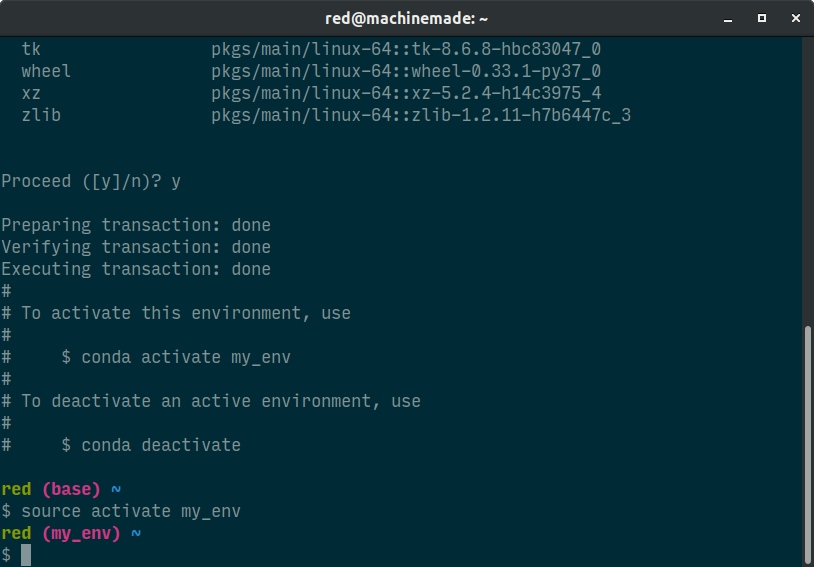 red@machinemade: ~
tk pkgs/main/linux-64::tk-8.6.8-hbc83047_0
wheel pkgs/main/linux-64::wheel-0.33.1-py37_0
xz pkgs/main/linux-64::xz-5.2.4-h14c3975_4
zlib pkgs/main/linux-64::zlib-1.2.11-h7b6447c_3
Proceed ([y]/n)? y
Preparing transaction: done
Verifying transaction: done
Executing transaction: done
#
# To activate this environment, use
#
#     $ conda activate my_env
#
# To deactivate an active environment, use
#
#     $ conda deactivate
red (base) ~
$ source activate my_env
red (my_env) ~
$